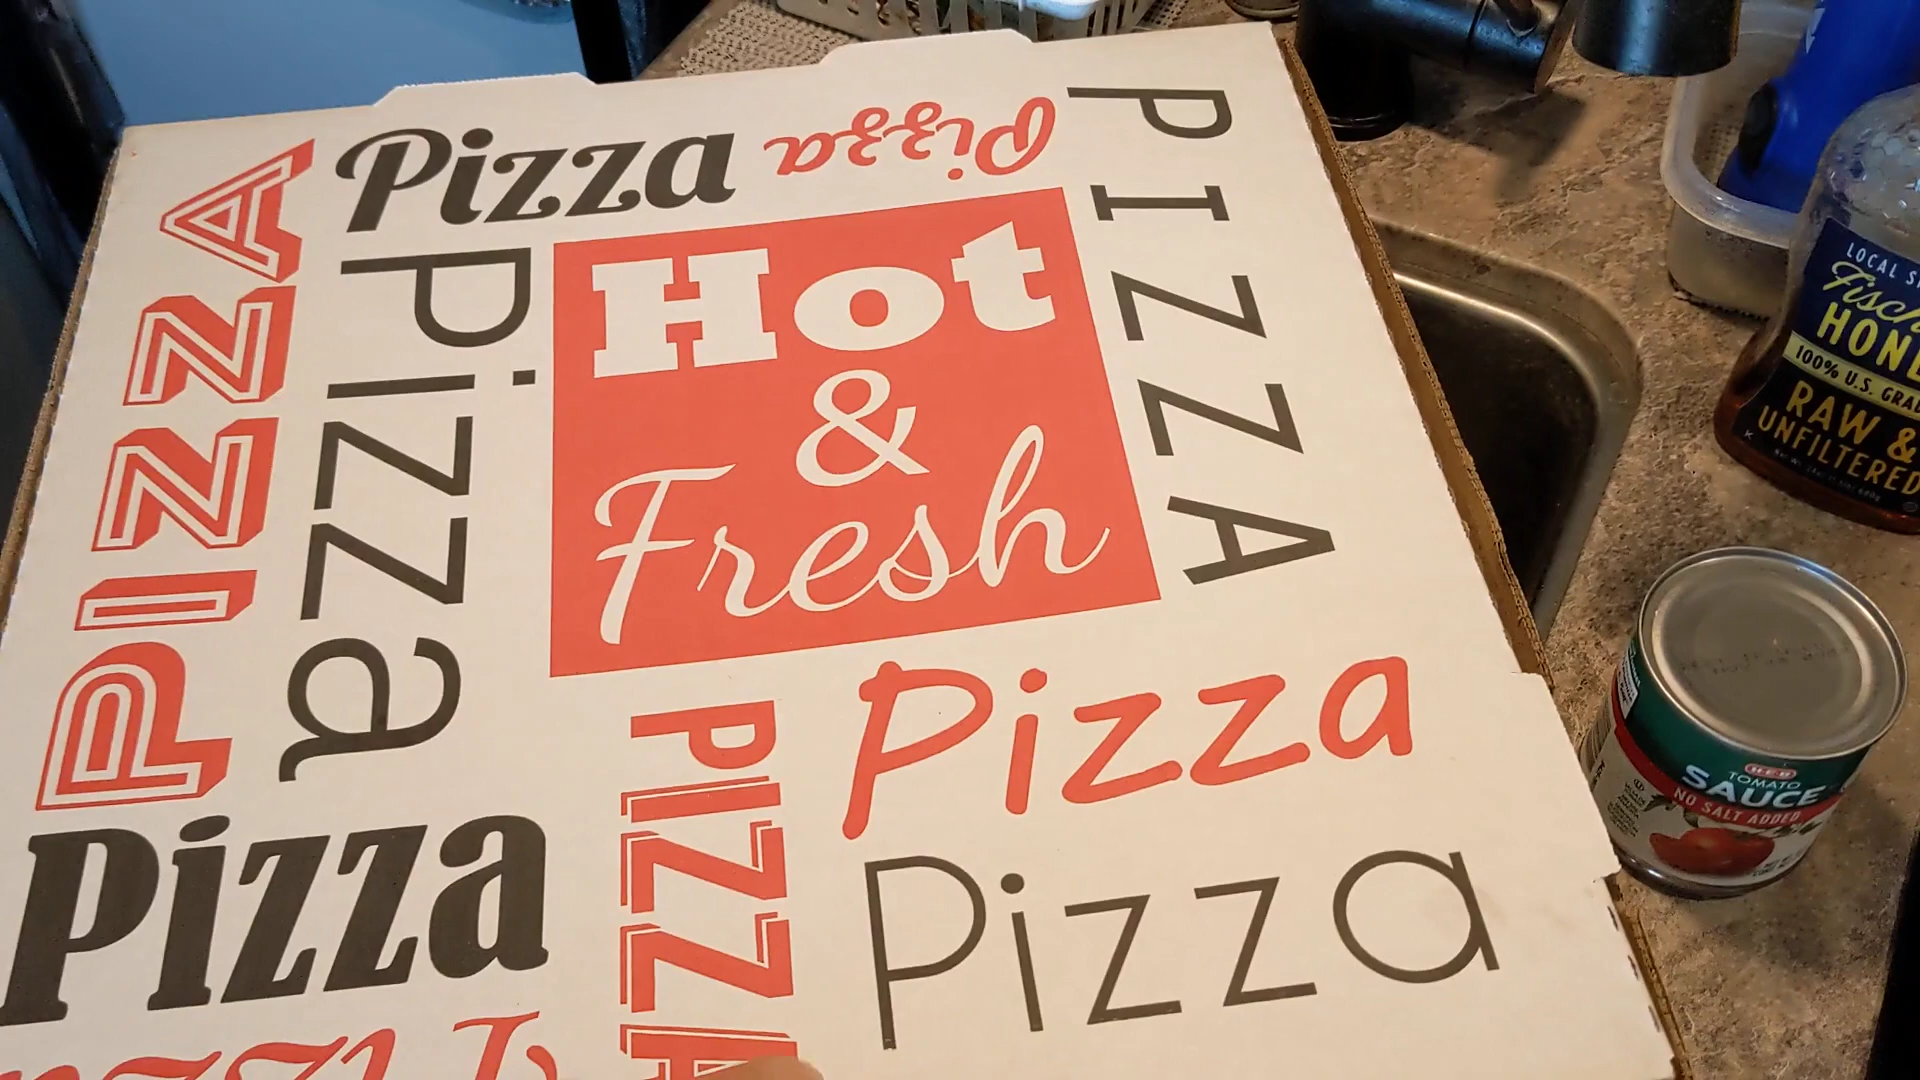 Pizza
Pizza
PIZZA
PIZZA
Pizza
Hot
&
Fresh
Pizza
PIZZA
Pizza
Pizza
LOCAL
HONE
100% U.S. GRA
RAW &
UNFILTERED
H-E-B
TOMATO
SAUCE
NO SALT ADDED